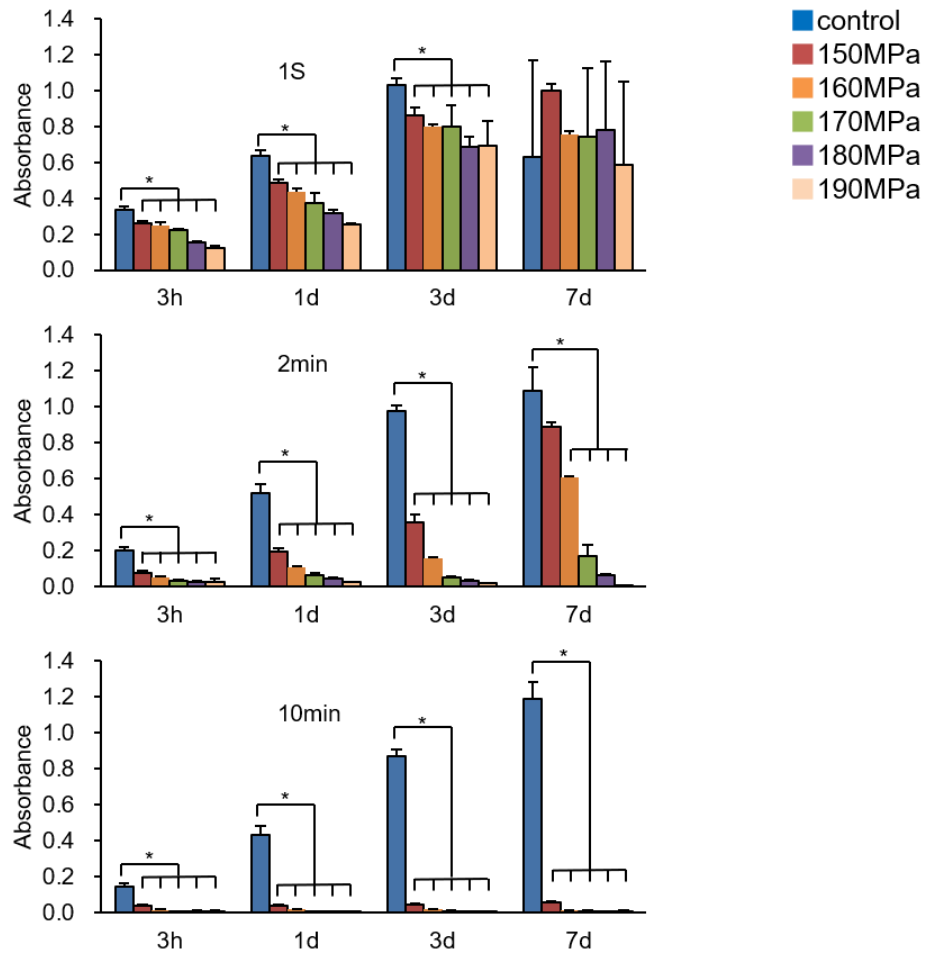 1.4
1.2
1.0
0.8
0.6
0.4
0.2
0.0
Absorbance
1S
*
*
*
3h
1d
3d
7d
control
150MPa
160MPa
170MPa
180MPa
190MPa
1.4
1.2
1.0
0.8
0.6
0.4
0.2
0.0
Absorbance
2min
*
*
*
*
3h
1d
3d
7d
1.4
1.2
1.0
0.8
0.6
0.4
0.2
0.0
Absorbance
10min
*
*
*
*
3h
1d
3d
7d